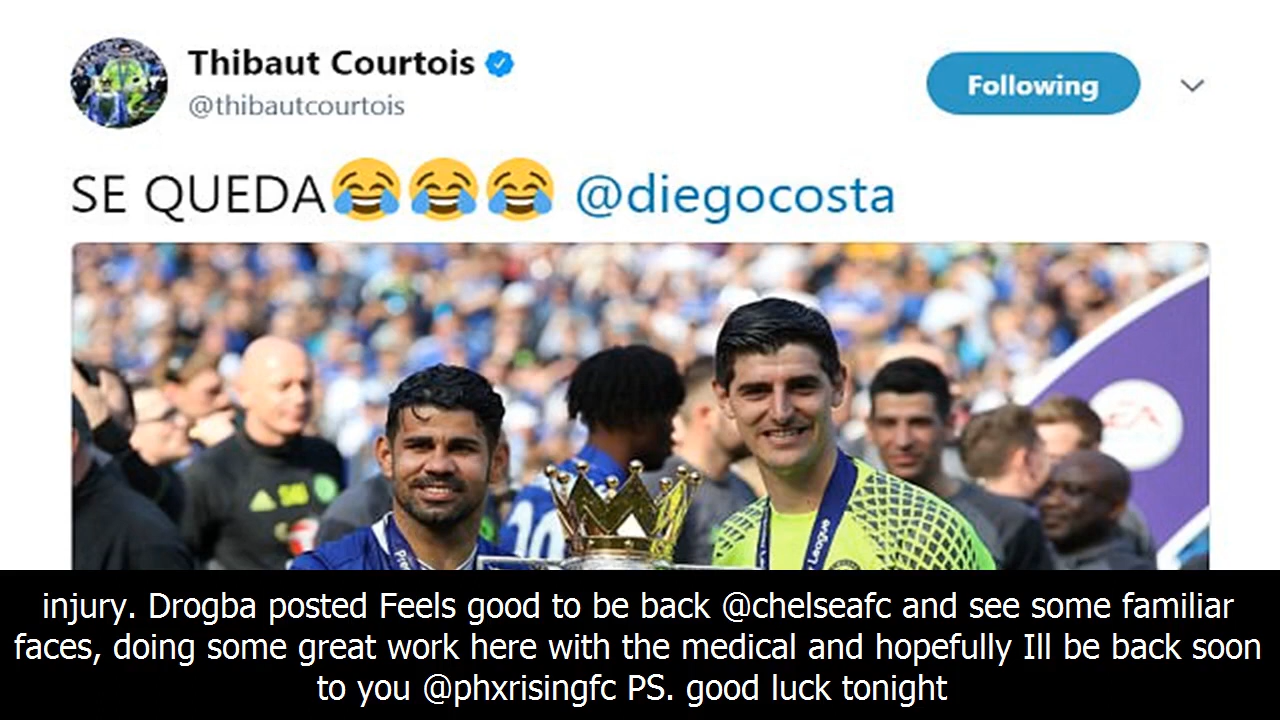 Thibaut Courtois
@thibautcourtois
Following
SE QUEDA😂😂😂 @diegocosta
EA
League
injury. Drogba posted Feels good to be back @chelseafc and see some familiar
faces, doing some great work here with the medical and hopefully Ill be back soon
to you @phxrisingfc PS. good luck tonight